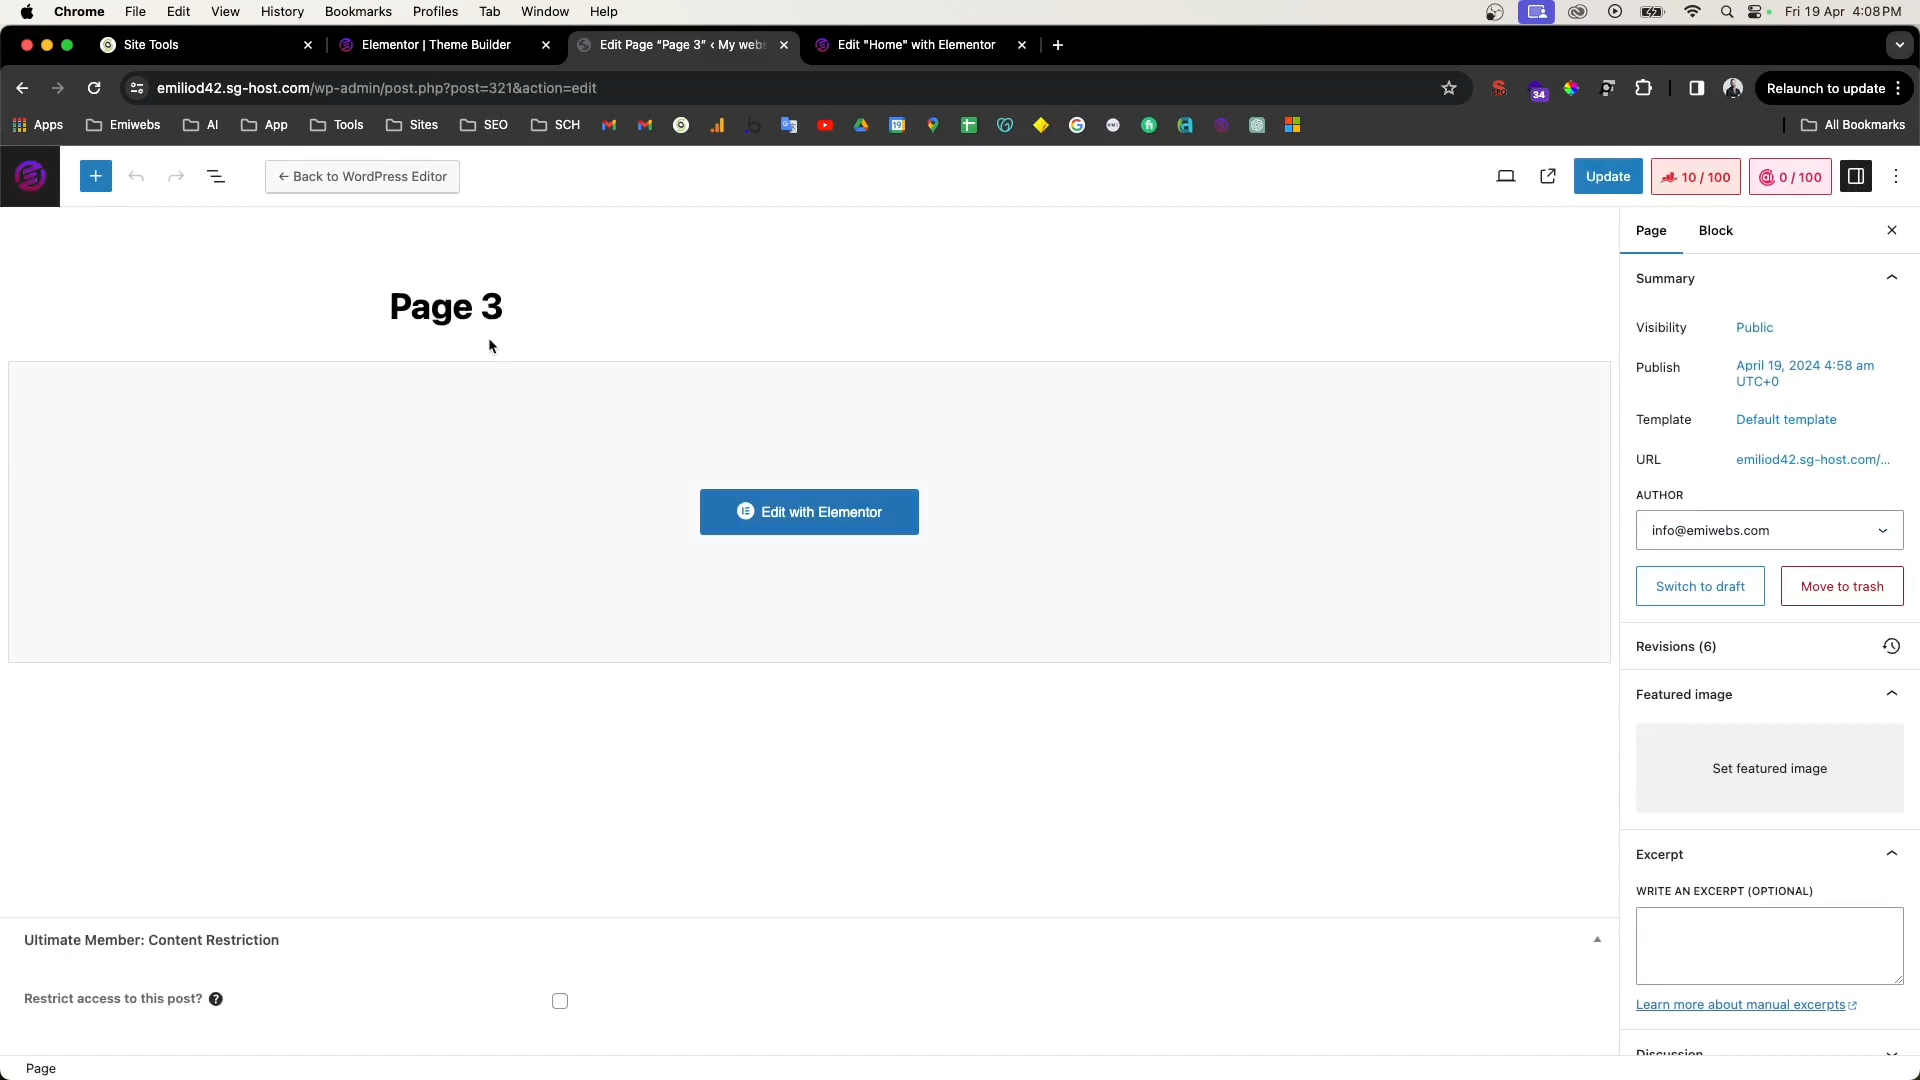 Chrome File Edit View History Bookmarks Profiles Tab Window Help Fri 19 Apr 4:08 PM
Site Tools Elementor | Theme Builder Edit Page “Page 3” ‹ My webs Edit "Home" with Elementor
emiliod42.sg-host.com/wp-admin/post.php?post=321&action=edit 34 Relaunch to update
Apps Emiwebs AI App Tools Sites SEO SCH All Bookmarks
← Back to WordPress Editor Update 10 / 100 0 / 100
Page Block
Summary
Page 3
Visibility Public
Publish April 19, 2024 4:58 am
UTC+0
Template Default template
URL emiliod42.sg-host.com/...
AUTHOR
Edit with Elementor
info@emiwebs.com
Switch to draft Move to trash
Revisions (6)
Featured image
Set featured image
Excerpt
WRITE AN EXCERPT (OPTIONAL)
Learn more about manual excerpts
Discussion
Ultimate Member: Content Restriction
Restrict access to this post? ?
Page